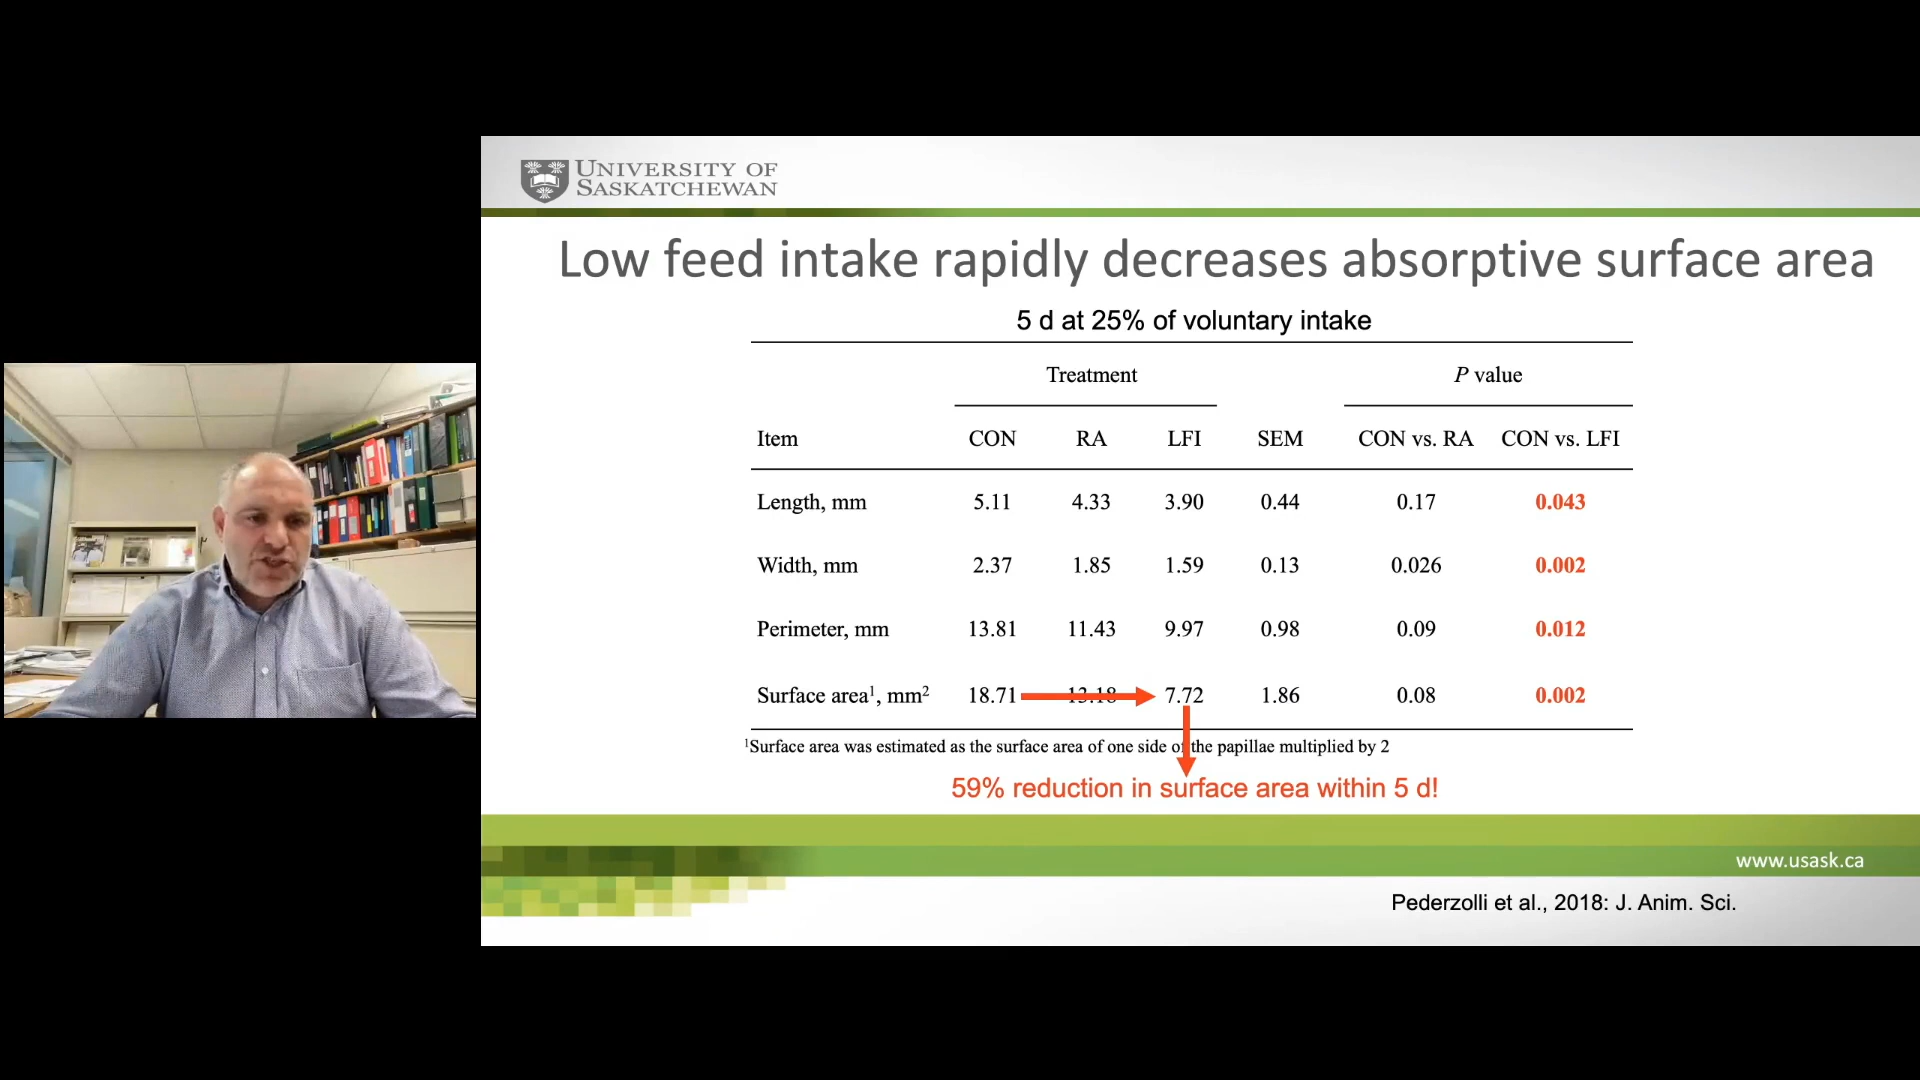 UNIVERSITY OF
SASKATCHEWAN
Low feed intake rapidly decreases absorptive surface area
5 d at 25% of voluntary intake
Treatment P value
Item CON RA LFI SEM CON vs. RA CON vs. LFI
Length, mm 5.11 4.33 3.90 0.44 0.17 0.043
Width, mm 2.37 1.85 1.59 0.13 0.026 0.002
Perimeter, mm 13.81 11.43 9.97 0.98 0.09 0.012
Surface area¹, mm² 18.71 13.18 7.72 1.86 0.08 0.002
¹Surface area was estimated as the surface area of one side of the papillae multiplied by 2
59% reduction in surface area within 5 d!
www.usask.ca
Pederzolli et al., 2018: J. Anim. Sci.